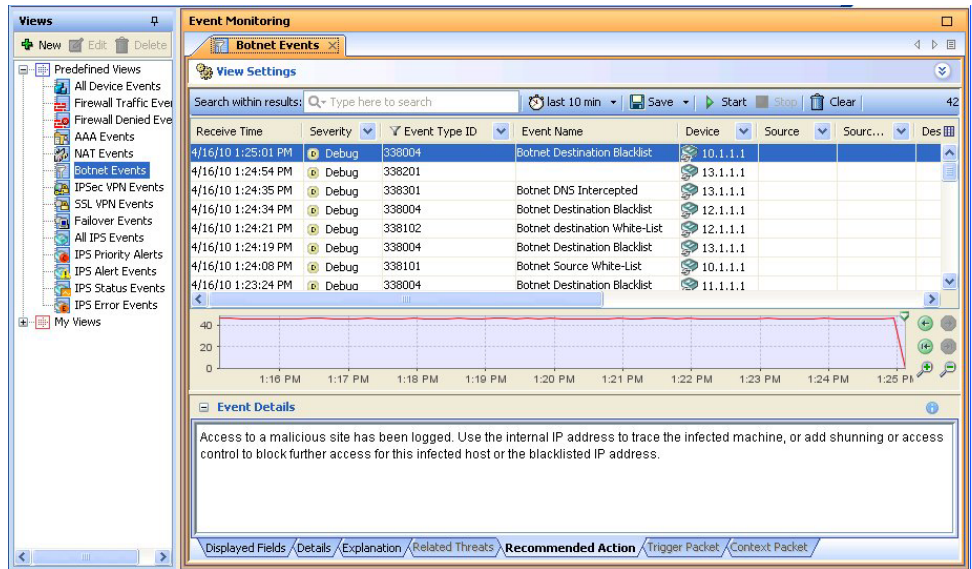 Views
New Edit Delete
Predefined Views
All Device Events
Firewall Traffic Eve
Firewall Denied Eve
AAA Events
NAT Events
Botnet Events
IPSec VPN Events
SSL VPN Events
Failover Events
All IPS Events
IPS Priority Alerts
IPS Alert Events
IPS Status Events
IPS Error Events
My Views
Event Monitoring
Botnet Events
View Settings
Search within results: Type here to search last 10 min Save Start Stop Clear 42
Receive Time Severity Event Type ID Event Name Device Source Sourc... Des
4/16/10 1:25:01 PM D Debug 338004 Botnet Destination Blacklist 10.1.1.1
4/16/10 1:24:54 PM D Debug 338201 13.1.1.1
4/16/10 1:24:35 PM D Debug 338301 Botnet DNS Intercepted 13.1.1.1
4/16/10 1:24:34 PM D Debug 338004 Botnet Destination Blacklist 12.1.1.1
4/16/10 1:24:21 PM D Debug 338102 Botnet destination White-List 12.1.1.1
4/16/10 1:24:19 PM D Debug 338004 Botnet Destination Blacklist 13.1.1.1
4/16/10 1:24:08 PM D Debug 338101 Botnet Source White-List 10.1.1.1
4/16/10 1:23:24 PM D Debug 338004 Botnet Destination Blacklist 11.1.1.1
40
20
0
1:16 PM 1:17 PM 1:18 PM 1:19 PM 1:20 PM 1:21 PM 1:22 PM 1:23 PM 1:24 PM 1:25 PM
Event Details
Access to a malicious site has been logged. Use the internal IP address to trace the infected machine, or add shunning or access
control to block further access for this infected host or the blacklisted IP address.
Displayed Fields Details Explanation Related Threats Recommended Action Trigger Packet Context Packet